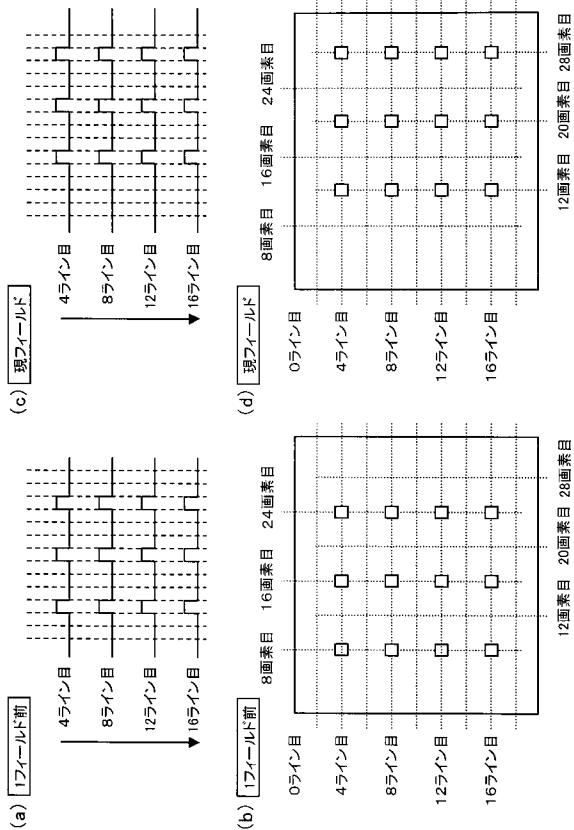 (a) 1フィールド前
4ライン目
8ライン目
12ライン目
16ライン目
(b) 1フィールド前
8画素目
16画素目
24画素目
0ライン目
4ライン目
8ライン目
12ライン目
16ライン目
12画素目
20画素目
28画素目
(c) 現フィールド
4ライン目
8ライン目
12ライン目
16ライン目
(d) 現フィールド
8画素目
16画素目
24画素目
0ライン目
4ライン目
8ライン目
12ライン目
16ライン目
12画素目
20画素目
28画素目